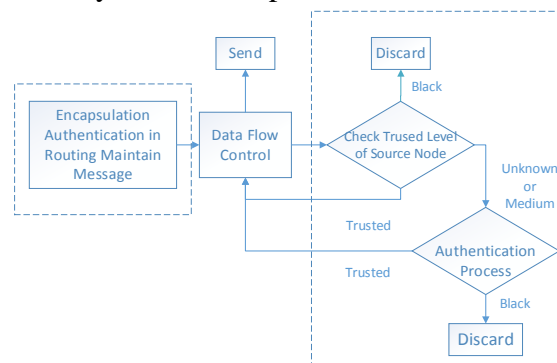 Send
Discard
Black
Encapsulation
Authentication in
Routing Maintain
Message
Data Flow
Control
Check Trused Level
of Source Node
Unknown
or
Medium
Trusted
Trusted
Authentication
Process
Black
Discard